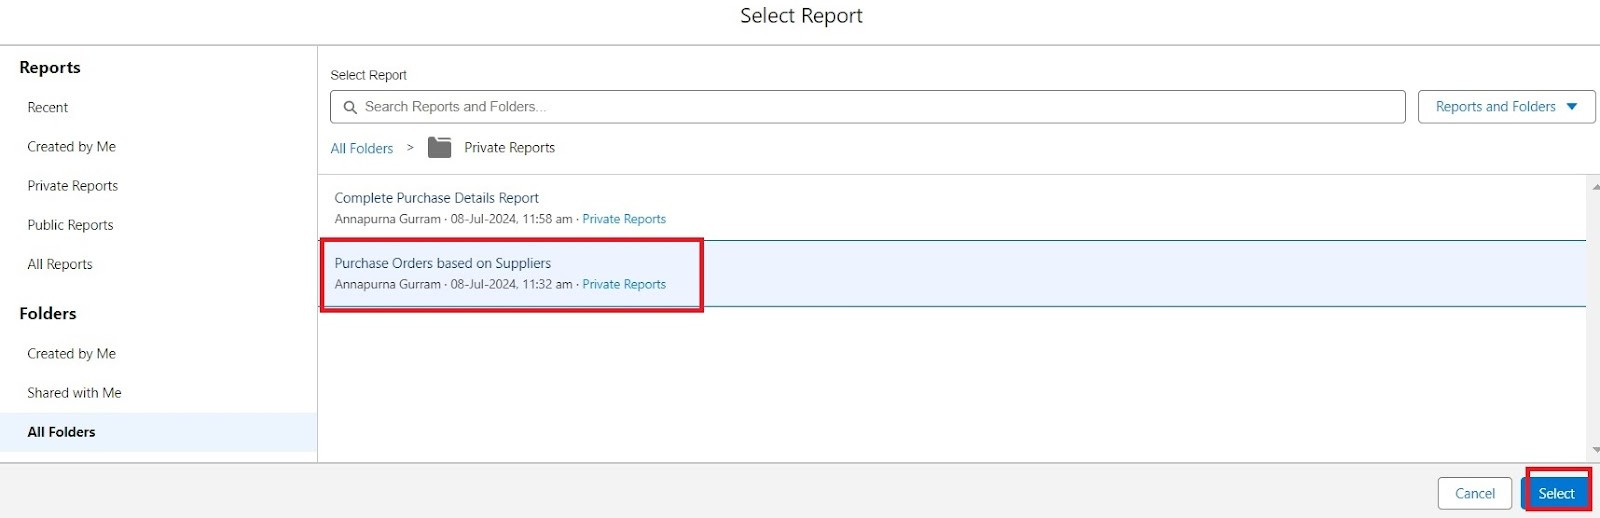 Select Report
Reports
Recent
Created by Me
Private Reports
Public Reports
All Reports
Folders
Created by Me
Shared with Me
All Folders
Select Report
Search Reports and Folders...
Reports and Folders
All Folders > Private Reports
Complete Purchase Details Report
Annapurna Gurram · 08-Jul-2024, 11:58 am · Private Reports
Purchase Orders based on Suppliers
Annapurna Gurram · 08-Jul-2024, 11:32 am · Private Reports
Cancel
Select